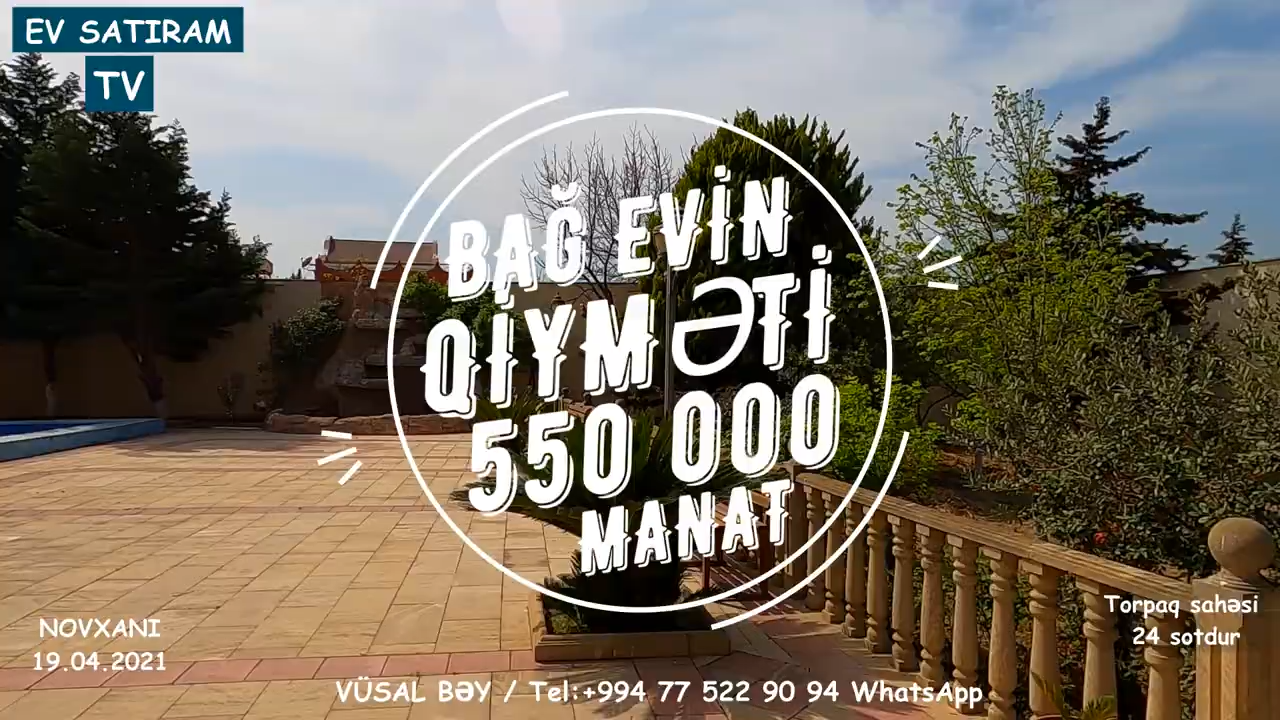 EV SATIRAM
TV
BAĞ EVİN
QİYMƏTİ
550 000
MANAT
NOVXANI
19.04.2021
Torpaq sahəsi
24 sotdur
VÜSAL BƏY / Tel:+994 77 522 90 94 WhatsApp